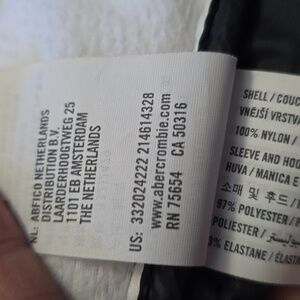 NL: ABFICO NETHERLANDS
DISTRIBUTION B.V.
LAARDERHOOGTWEG 25
1101 EB AMSTERDAM
THE NETHERLANDS
US: 332024222 214614328
www.abercrombie.com
RN 75654 CA 50316
SHELL / COUC
VNĚJŠÍ VRSTV
100% NYLON /
SLEEVE AND HOO
HUVA / MANICA E
소매 및 후드 /
97% POLYESTER /
POLIESTER /
3% ELASTANE / ELASTA